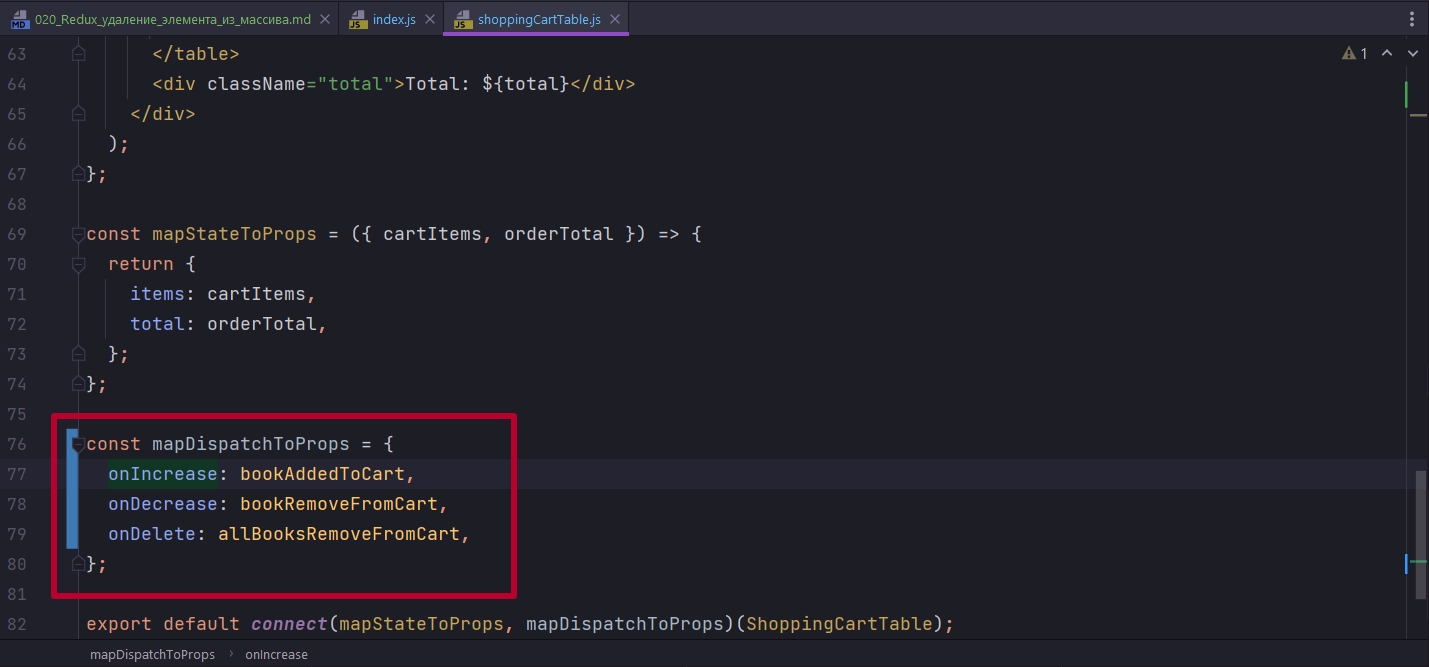 MD 020_Redux_удаление_элемента_из_массива.md
JS index.js
JS shoppingCartTable.js
1
63 </table>
64 <div className="total">Total: ${total}</div>
65 </div>
66 );
67 };
68
69 const mapStateToProps = ({ cartItems, orderTotal }) => {
70 return {
71 items: cartItems,
72 total: orderTotal,
73 };
74 };
75
76 const mapDispatchToProps = {
77 onIncrease: bookAddedToCart,
78 onDecrease: bookRemoveFromCart,
79 onDelete: allBooksRemoveFromCart,
80 };
81
82 export default connect(mapStateToProps, mapDispatchToProps)(ShoppingCartTable);
mapDispatchToProps › onIncrease